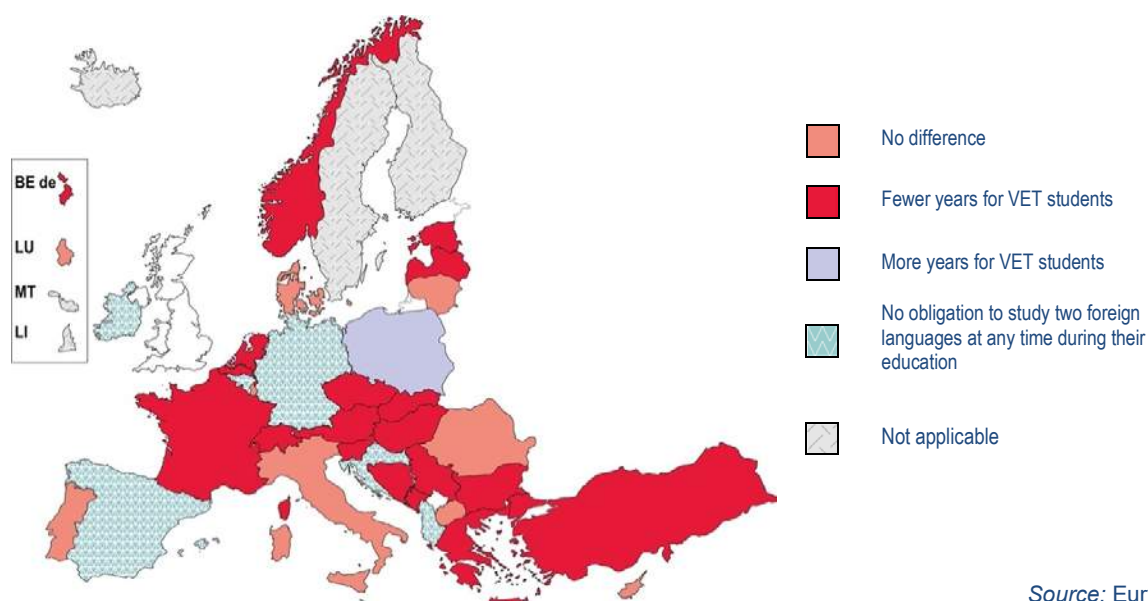 BE de
LU
MT
LI
No difference
Fewer years for VET students
More years for VET students
No obligation to study two foreign
languages at any time during their
education
Not applicable
Source: Eur